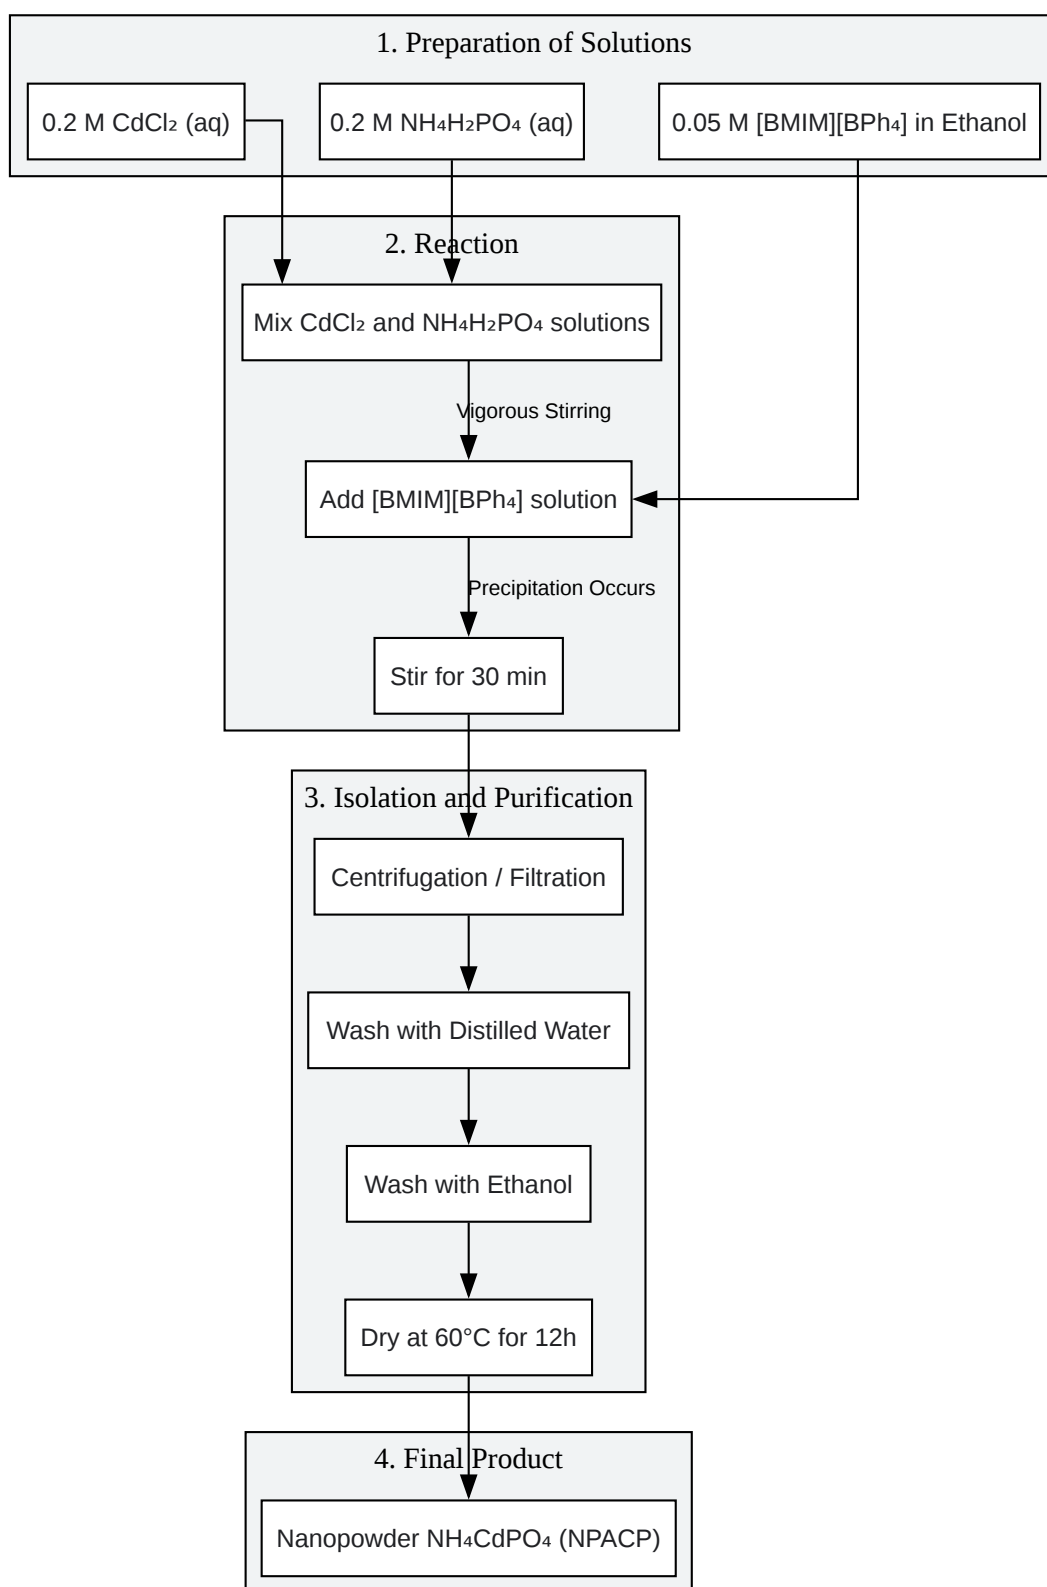 1. Preparation of Solutions
0.2 M CdCl₂ (aq)
0.2 M NH₄H₂PO₄ (aq)
0.05 M [BMIM][BPh₄] in Ethanol
2. Reaction
Mix CdCl₂ and NH₄H₂PO₄ solutions
Vigorous Stirring
Add [BMIM][BPh₄] solution
Precipitation Occurs
Stir for 30 min
3. Isolation and Purification
Centrifugation / Filtration
Wash with Distilled Water
Wash with Ethanol
Dry at 60°C for 12h
4. Final Product
Nanopowder NH₄CdPO₄ (NPACP)